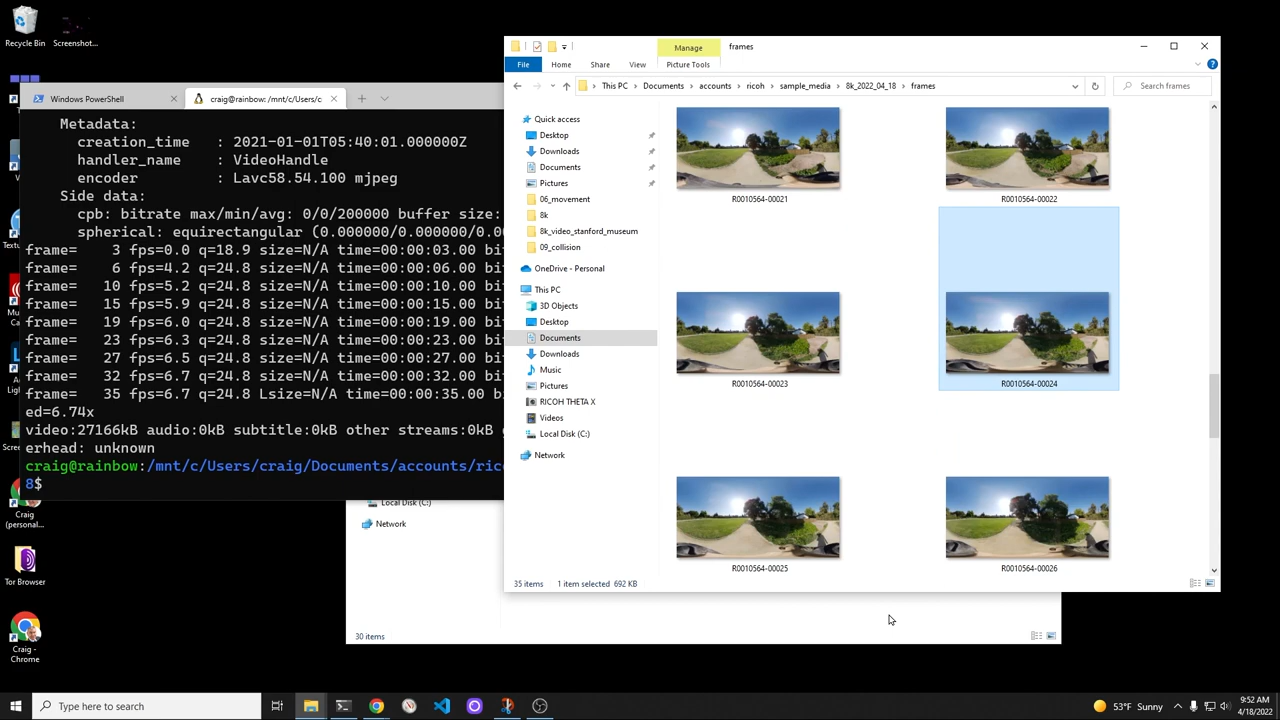 Recycle Bin
Screenshot...
Craig
(personal...
Tor Browser
Craig -
Chrome
Windows PowerShell
craig@rainbow: /mnt/c/Users/c
Metadata:
creation_time   : 2021-01-01T05:40:01.000000Z
handler_name    : VideoHandle
encoder         : Lavc58.54.100 mjpeg
Side data:
cpb: bitrate max/min/avg: 0/0/200000 buffer size:
spherical: equirectangular (0.000000/0.000000/0.00
frame=    3 fps=0.0 q=18.9 size=N/A time=00:00:03.00 bit
frame=    6 fps=4.2 q=24.8 size=N/A time=00:00:06.00 bit
frame=   10 fps=5.2 q=24.8 size=N/A time=00:00:10.00 bit
frame=   15 fps=5.9 q=24.8 size=N/A time=00:00:15.00 bit
frame=   19 fps=6.0 q=24.8 size=N/A time=00:00:19.00 bit
frame=   23 fps=6.3 q=24.8 size=N/A time=00:00:23.00 bit
frame=   27 fps=6.5 q=24.8 size=N/A time=00:00:27.00 bit
frame=   32 fps=6.7 q=24.8 size=N/A time=00:00:32.00 bit
frame=   35 fps=6.7 q=24.8 Lsize=N/A time=00:00:35.00 b
ed=6.74x
video:27166kB audio:0kB subtitle:0kB other streams:0kB
erhead: unknown
craig@rainbow:/mnt/c/Users/craig/Documents/accounts/ric
8$
Local Disk (C:)
Network
30 items
Manage
frames
File
Home
Share
View
Picture Tools
This PC > Documents > accounts > ricoh > sample_media > 8k_2022_04_18 > frames
Search frames
Quick access
Desktop
Downloads
Documents
Pictures
06_movement
8k
8k_video_stanford_museum
09_collision
OneDrive - Personal
This PC
3D Objects
Desktop
Documents
Downloads
Music
Pictures
RICOH THETA X
Videos
Local Disk (C:)
Network
R0010564-00021
R0010564-00022
R0010564-00023
R0010564-00024
R0010564-00025
R0010564-00026
35 items
1 item selected 692 KB
Type here to search
53°F Sunny
9:52 AM
4/18/2022